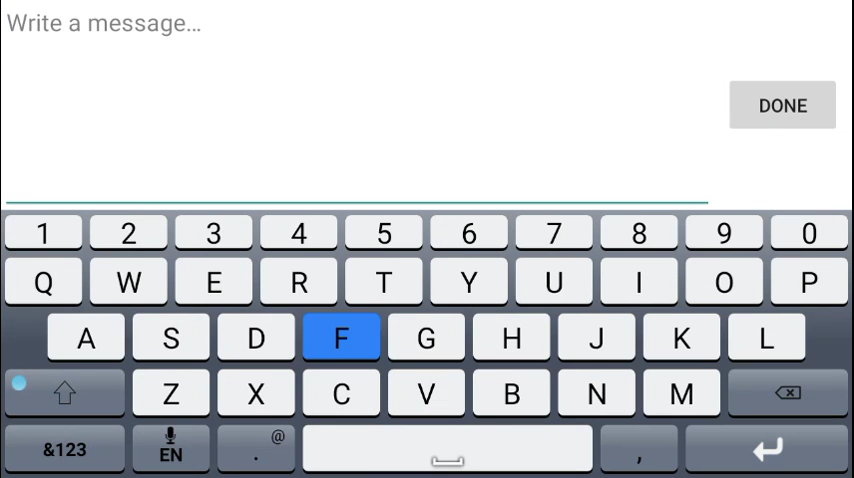 Write a message...
DONE
1 2 3 4 5 6 7 8 9 0
Q W E R T Y U I O P
A S D F G H J K L
Z X C V B N M
&123 EN . @ ,